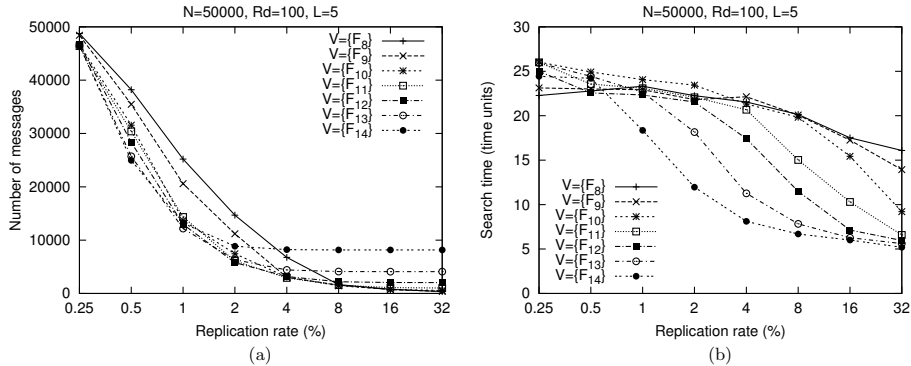 N=50000, Rd=100, L=5
50000
40000
30000
20000
10000
0
Number of messages
0.25
0.5
1
2
4
8
16
32
Replication rate (%)
V={F8}
V={F9}
V={F10}
V={F11}
V={F12}
V={F13}
V={F14}
(a)
N=50000, Rd=100, L=5
30
25
20
15
10
5
0
Search time (time units)
0.25
0.5
1
2
4
8
16
32
Replication rate (%)
V={F8}
V={F9}
V={F10}
V={F11}
V={F12}
V={F13}
V={F14}
(b)